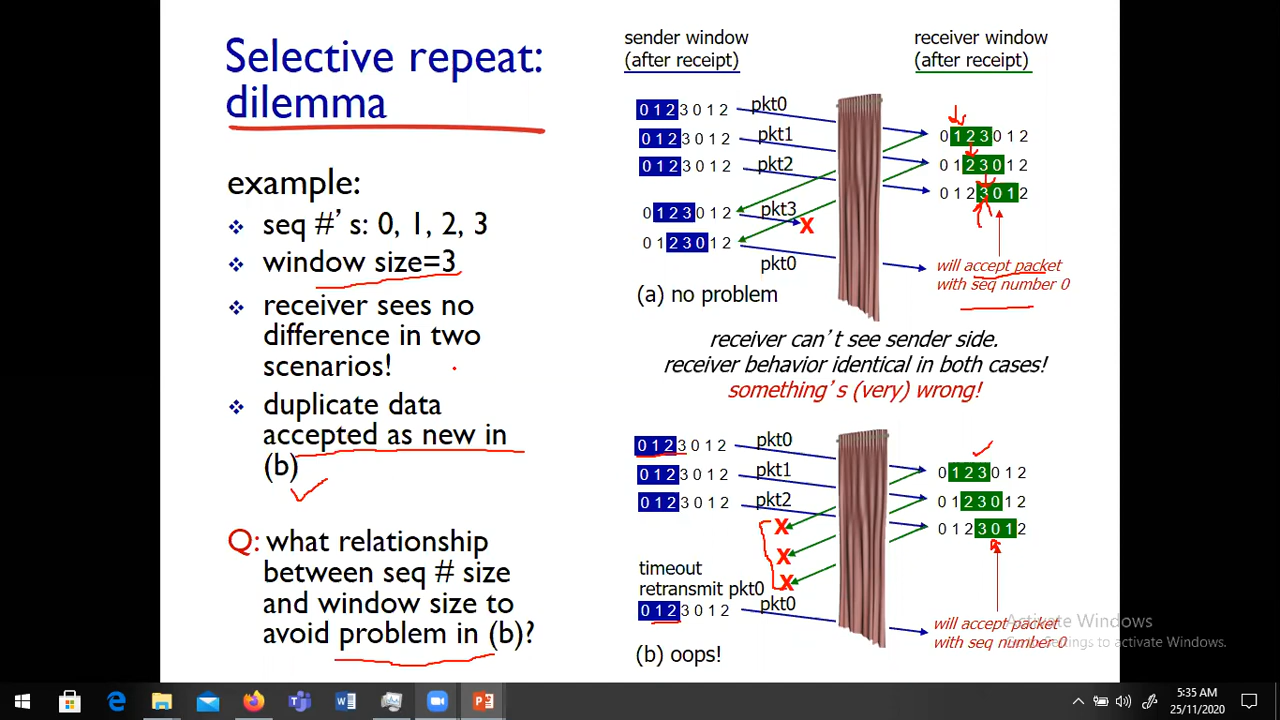 Selective repeat:
dilemma
example:
❖ seq #'s: 0, 1, 2, 3
❖ window size=3
❖ receiver sees no
difference in two
scenarios!
❖ duplicate data
accepted as new in
(b)
Q: what relationship
between seq # size
and window size to
avoid problem in (b)?
sender window
(after receipt)
receiver window
(after receipt)
0 1 2 3 0 1 2
pkt0
0 1 2 3 0 1 2
0 1 2 3 0 1 2
pkt1
0 1 2 3 0 1 2
0 1 2 3 0 1 2
pkt2
0 1 2 3 0 1 2
0 1 2 3 0 1 2
pkt3
X
0 1 2 3 0 1 2
pkt0
will accept packet
with seq number 0
(a) no problem
receiver can't see sender side.
receiver behavior identical in both cases!
something's (very) wrong!
0 1 2 3 0 1 2
pkt0
0 1 2 3 0 1 2
0 1 2 3 0 1 2
pkt1
0 1 2 3 0 1 2
0 1 2 3 0 1 2
pkt2
0 1 2 3 0 1 2
X
X
X
timeout
retransmit pkt0
0 1 2 3 0 1 2
pkt0
will accept packet
with seq number 0
(b) oops!
Activate Windows
Go to Settings to activate Windows.
5:35 AM
25/11/2020